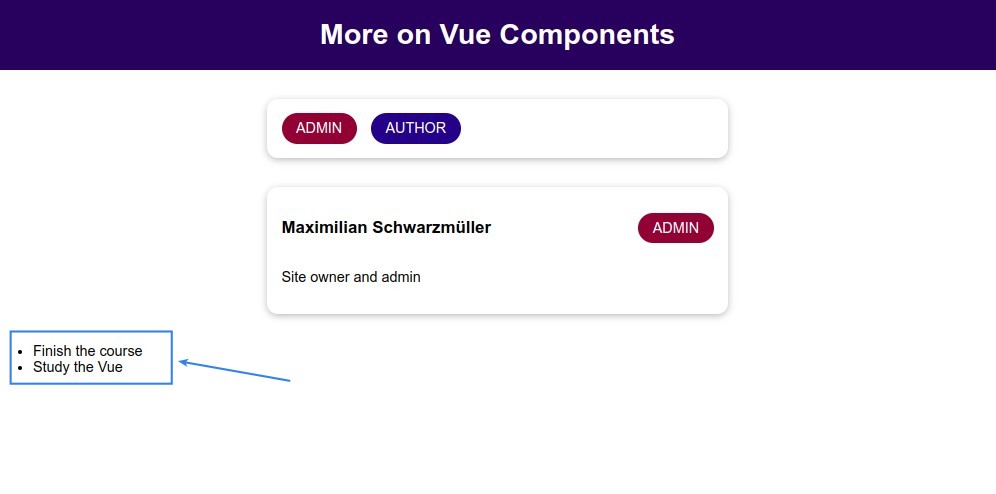 More on Vue Components
ADMIN AUTHOR
Maximilian Schwarzmüller ADMIN
Site owner and admin
Finish the course
Study the Vue